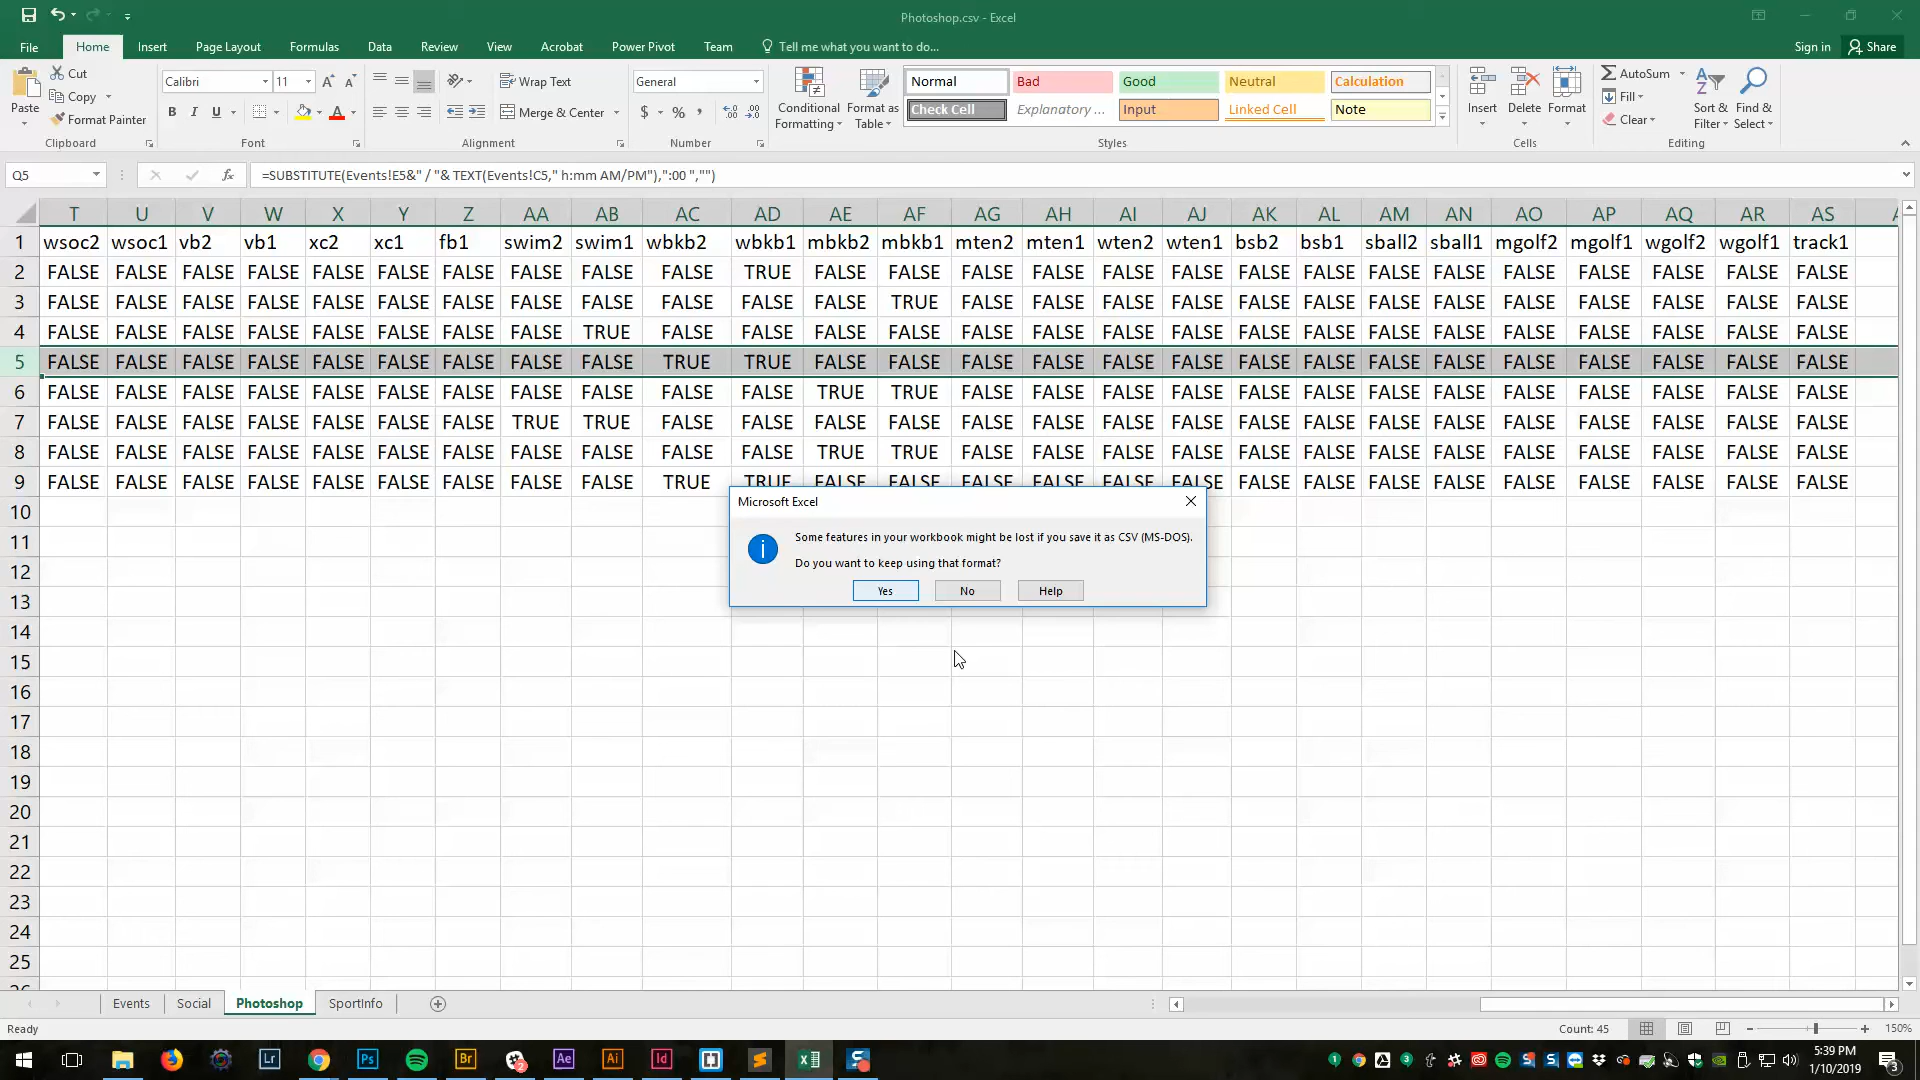 Photoshop.csv - Excel
File Home Insert Page Layout Formulas Data Review View Acrobat Power Pivot Team Tell me what you want to do... Sign in Share
Paste Cut Copy Format Painter Clipboard
Calibri 11 B I U A Font
Wrap Text Merge & Center Alignment
General $ % , Number
Conditional Formatting Format as Table
Normal Bad Good Neutral Calculation
Check Cell Explanatory ... Input Linked Cell Note
Styles
Insert Delete Format Cells
AutoSum Fill Clear Sort & Filter Find & Select Editing
Q5 fx =SUBSTITUTE(Events!E5&" / "& TEXT(Events!C5," h:mm AM/PM"),":00 ","")
T U V W X Y Z AA AB AC AD AE AF AG AH AI AJ AK AL AM AN AO AP AQ AR AS
1 wsoc2 wsoc1 vb2 vb1 xc2 xc1 fb1 swim2 swim1 wbkb2 wbkb1 mbkb2 mbkb1 mten2 mten1 wten2 wten1 bsb2 bsb1 sball2 sball1 mgolf2 mgolf1 wgolf2 wgolf1 track1
2 FALSE FALSE FALSE FALSE FALSE FALSE FALSE FALSE FALSE FALSE TRUE FALSE FALSE FALSE FALSE FALSE FALSE FALSE FALSE FALSE FALSE FALSE FALSE FALSE FALSE FALSE
3 FALSE FALSE FALSE FALSE FALSE FALSE FALSE FALSE FALSE FALSE FALSE FALSE TRUE FALSE FALSE FALSE FALSE FALSE FALSE FALSE FALSE FALSE FALSE FALSE FALSE FALSE
4 FALSE FALSE FALSE FALSE FALSE FALSE FALSE FALSE TRUE FALSE FALSE FALSE FALSE FALSE FALSE FALSE FALSE FALSE FALSE FALSE FALSE FALSE FALSE FALSE FALSE FALSE
5 FALSE FALSE FALSE FALSE FALSE FALSE FALSE FALSE FALSE TRUE TRUE FALSE FALSE FALSE FALSE FALSE FALSE FALSE FALSE FALSE FALSE FALSE FALSE FALSE FALSE FALSE
6 FALSE FALSE FALSE FALSE FALSE FALSE FALSE FALSE FALSE FALSE FALSE TRUE TRUE FALSE FALSE FALSE FALSE FALSE FALSE FALSE FALSE FALSE FALSE FALSE FALSE FALSE
7 FALSE FALSE FALSE FALSE FALSE FALSE FALSE TRUE TRUE FALSE FALSE FALSE FALSE FALSE FALSE FALSE FALSE FALSE FALSE FALSE FALSE FALSE FALSE FALSE FALSE FALSE
8 FALSE FALSE FALSE FALSE FALSE FALSE FALSE FALSE FALSE FALSE FALSE TRUE TRUE FALSE FALSE FALSE FALSE FALSE FALSE FALSE FALSE FALSE FALSE FALSE FALSE FALSE
9 FALSE FALSE FALSE FALSE FALSE FALSE FALSE FALSE FALSE TRUE TRUE FALSE FALSE FALSE FALSE FALSE FALSE FALSE FALSE FALSE FALSE FALSE FALSE FALSE FALSE FALSE
10
11
12
13
14
15
16
17
18
19
20
21
22
23
24
25
Microsoft Excel
Some features in your workbook might be lost if you save it as CSV (MS-DOS).
Do you want to keep using that format?
Yes No Help
Events Social Photoshop SportInfo
Ready Count: 45 150%
Lr Ps Br 2 Ae Ai Id
5:39 PM
1/10/2019
3